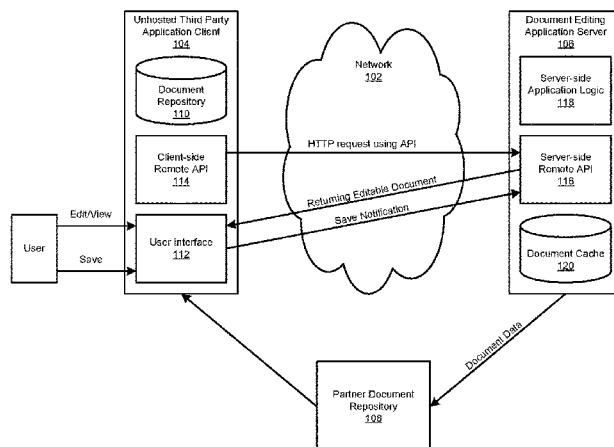 Unhosted Third Party
Application Client
104
Document
Repository
110
Client-side
Remote API
114
User Interface
112
User
Edit/View
Save
Network
102
HTTP request using API
Returning Editable Document
Save Notification
Document Editing
Application Server
106
Server-side
Application Logic
118
Server-side
Remote API
116
Document Cache
120
Document Data
Partner Document
Repository
108